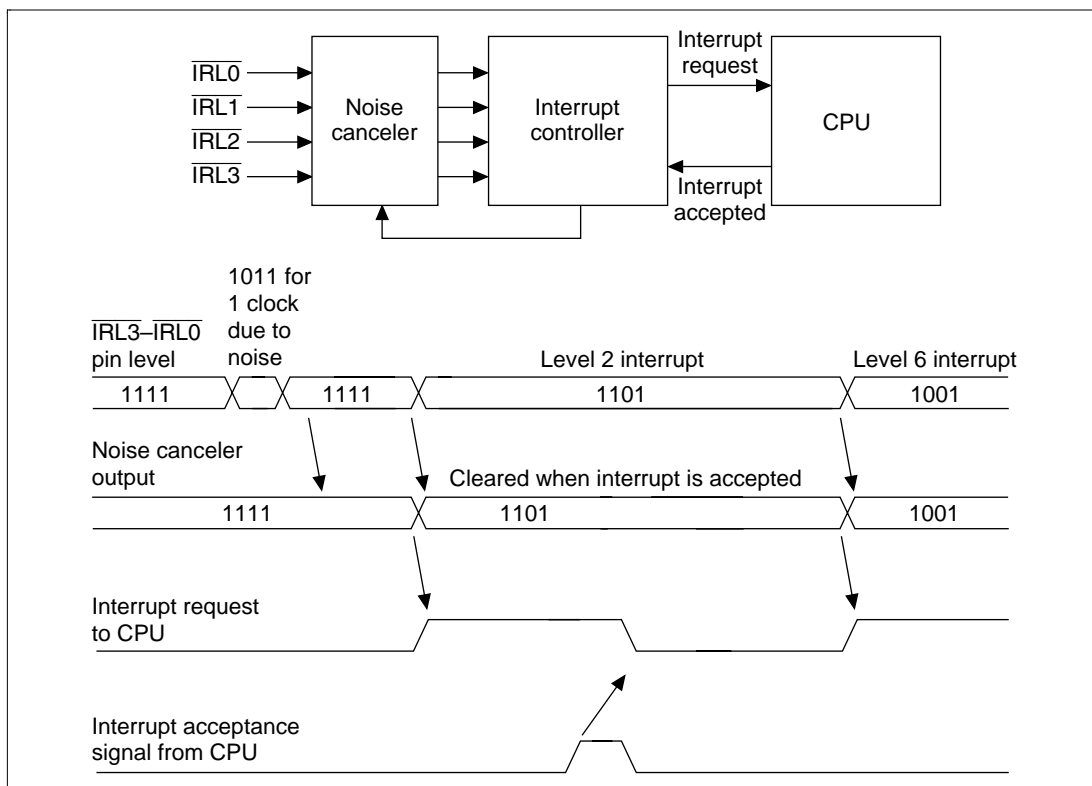 IRL0
IRL1
IRL2
IRL3
Noise
canceler
Interrupt
controller
Interrupt
request
CPU
Interrupt
accepted
1011 for
1 clock
due to
noise
IRL3–IRL0
pin level
Level 2 interrupt
Level 6 interrupt
1111
1111
1101
1001
Noise canceler
output
Cleared when interrupt is accepted
1111
1101
1001
Interrupt request
to CPU
Interrupt acceptance
signal from CPU